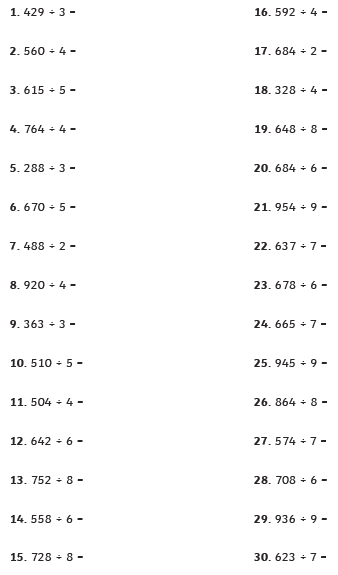 1. 429 ÷ 3 =
2. 560 ÷ 4 =
3. 615 ÷ 5 =
4. 764 ÷ 4 =
5. 288 ÷ 3 =
6. 670 ÷ 5 =
7. 488 ÷ 2 =
8. 920 ÷ 4 =
9. 363 ÷ 3 =
10. 510 ÷ 5 =
11. 504 ÷ 4 =
12. 642 ÷ 6 =
13. 752 ÷ 8 =
14. 558 ÷ 6 =
15. 728 ÷ 8 =
16. 592 ÷ 4 =
17. 684 ÷ 2 =
18. 328 ÷ 4 =
19. 648 ÷ 8 =
20. 684 ÷ 6 =
21. 954 ÷ 9 =
22. 637 ÷ 7 =
23. 678 ÷ 6 =
24. 665 ÷ 7 =
25. 945 ÷ 9 =
26. 864 ÷ 8 =
27. 574 ÷ 7 =
28. 708 ÷ 6 =
29. 936 ÷ 9 =
30. 623 ÷ 7 =